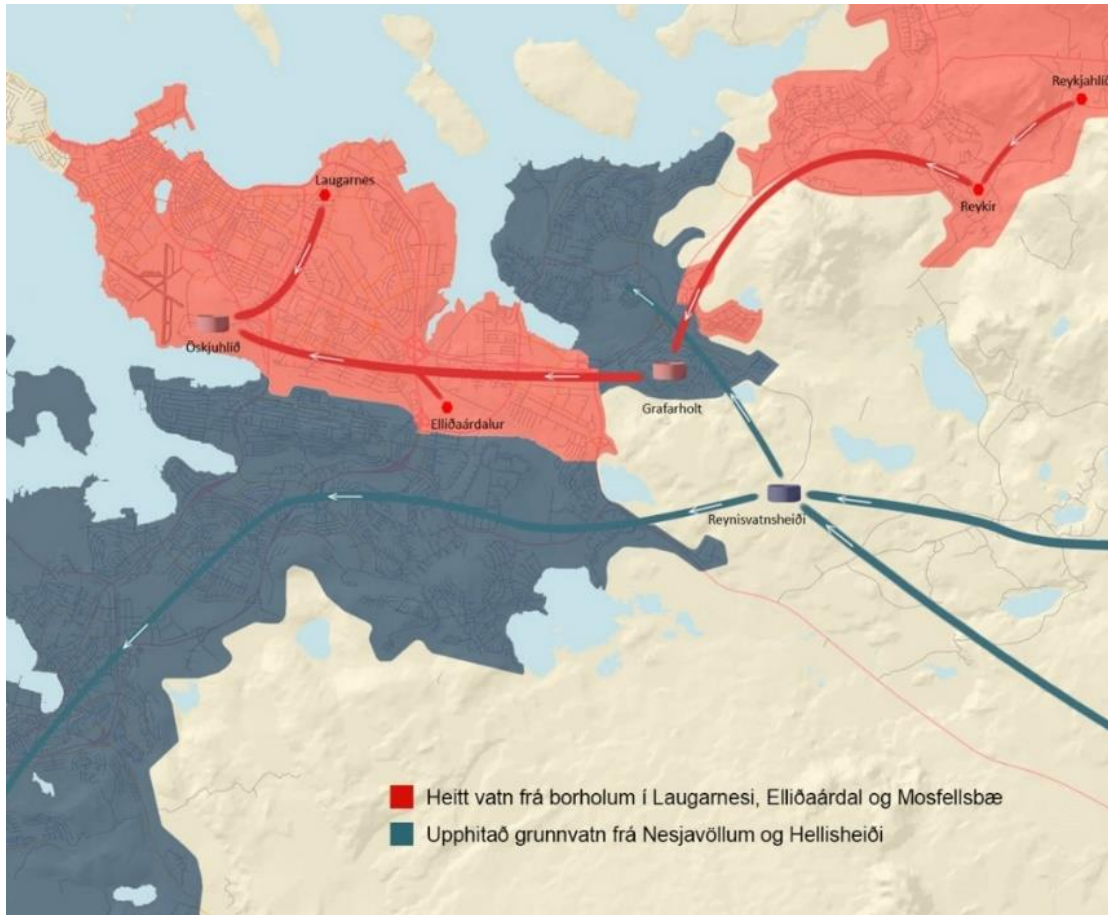 Reykjahlíð
Laugarnes
Reykir
Öskjuhlíð
Grafarholt
Elliðaárdalur
Reynisvatnsheiði
Heitt vatn frá borholum í Laugarnesi, Elliðaárdal og Mosfellsbæ
Upphitað grunnvatn frá Nesjavöllum og Hellisheiði